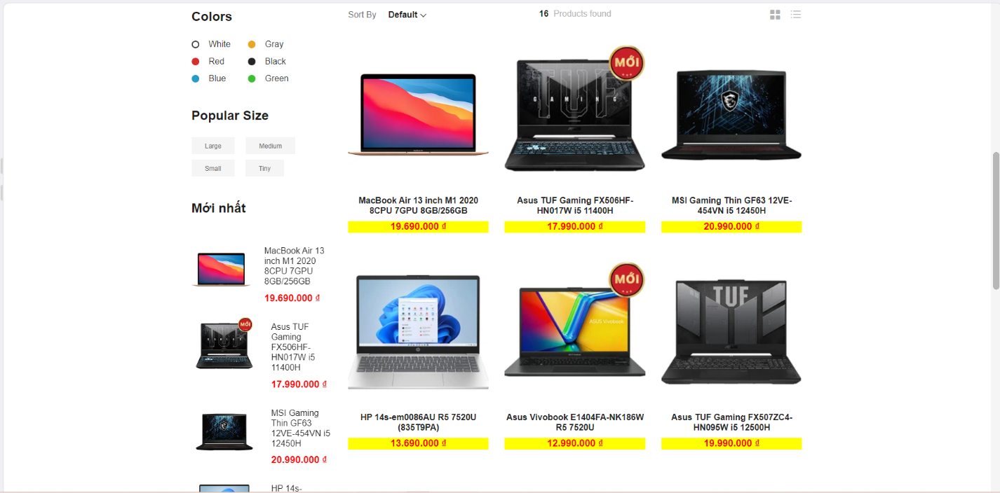 Colors
White
Gray
Red
Black
Blue
Green
Popular Size
Large
Medium
Small
Tiny
Mới nhất
MacBook Air 13
inch M1 2020
8CPU 7GPU
8GB/256GB
19.690.000 đ
MỚI
Asus TUF
Gaming
FX506HF-
HN017W i5
11400H
17.990.000 đ
MSI Gaming
Thin GF63
12VE-454VN i5
12450H
20.990.000 đ
HP 14s-
Sort By Default
16 Products found
MacBook Air 13 inch M1 2020
8CPU 7GPU 8GB/256GB
19.690.000 đ
MỚI
TUF
GAMING
Asus TUF Gaming FX506HF-
HN017W i5 11400H
17.990.000 đ
MSI Gaming Thin GF63 12VE-
454VN i5 12450H
20.990.000 đ
HP 14s-em0086AU R5 7520U
(835T9PA)
13.690.000 đ
MỚI
ASUS Vivobook
Asus Vivobook E1404FA-NK186W
R5 7520U
12.990.000 đ
TUF
Asus TUF Gaming FX507ZC4-
HN095W i5 12500H
19.990.000 đ